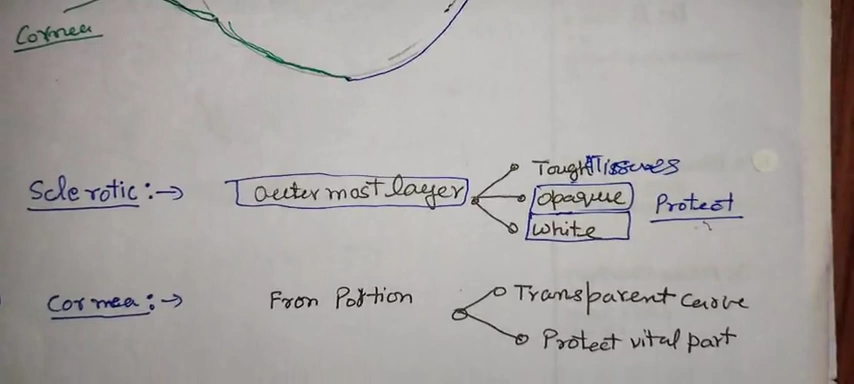 Cornea
Tough Tissues
Sclerotic :→ outer most layer opaque Protect
white
Cornea :→ Fron Portion Transparent Curve
Protect vital part